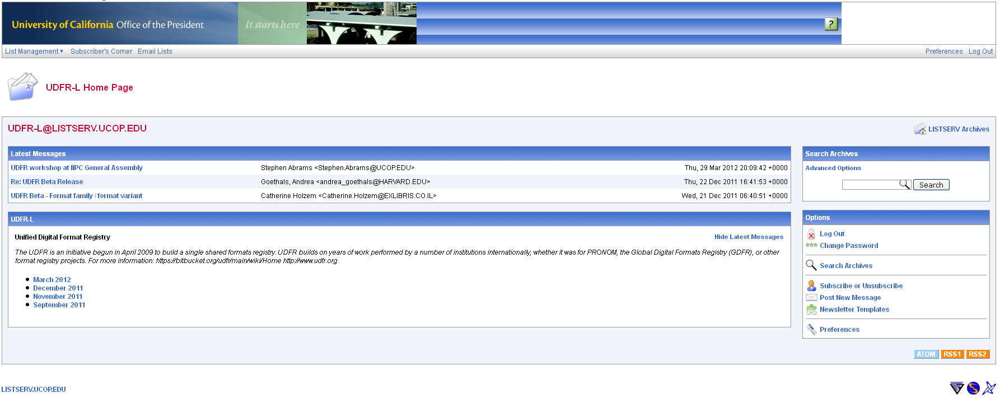 University of California Office of the President
It starts here
?
List Management ▾ Subscriber's Corner Email Lists
Preferences Log Out
UDFR-L Home Page
UDFR-L@LISTSERV.UCOP.EDU
LISTSERV Archives
Latest Messages
UDFR workshop at IIPC General Assembly Stephen Abrams <Stephen.Abrams@UCOP.EDU> Thu, 29 Mar 2012 20:09:42 +0000
Re: UDFR Beta Release Goethals, Andrea <andrea_goethals@HARVARD.EDU> Thu, 22 Dec 2011 16:41:53 +0000
UDFR Beta - Format family / format variant Catherine Holzem <Catherine.Holzem@EXLIBRIS.CO.IL> Wed, 21 Dec 2011 06:40:51 +0000
UDFR-L
Unified Digital Format Registry Hide Latest Messages
The UDFR is an initiative begun in April 2009 to build a single shared formats registry. UDFR builds on years of work performed by a number of institutions internationally, whether it was for PRONOM, the Global Digital Formats Registry (GDFR), or other
format registry projects. For more information: https://bitbucket.org/udfr/main/wiki/Home http://www.udfr.org
March 2012
December 2011
November 2011
September 2011
Search Archives
Advanced Options
Search
Options
Log Out
Change Password
Search Archives
Subscribe or Unsubscribe
Post New Message
Newsletter Templates
Preferences
ATOM RSS1 RSS2
LISTSERV.UCOP.EDU